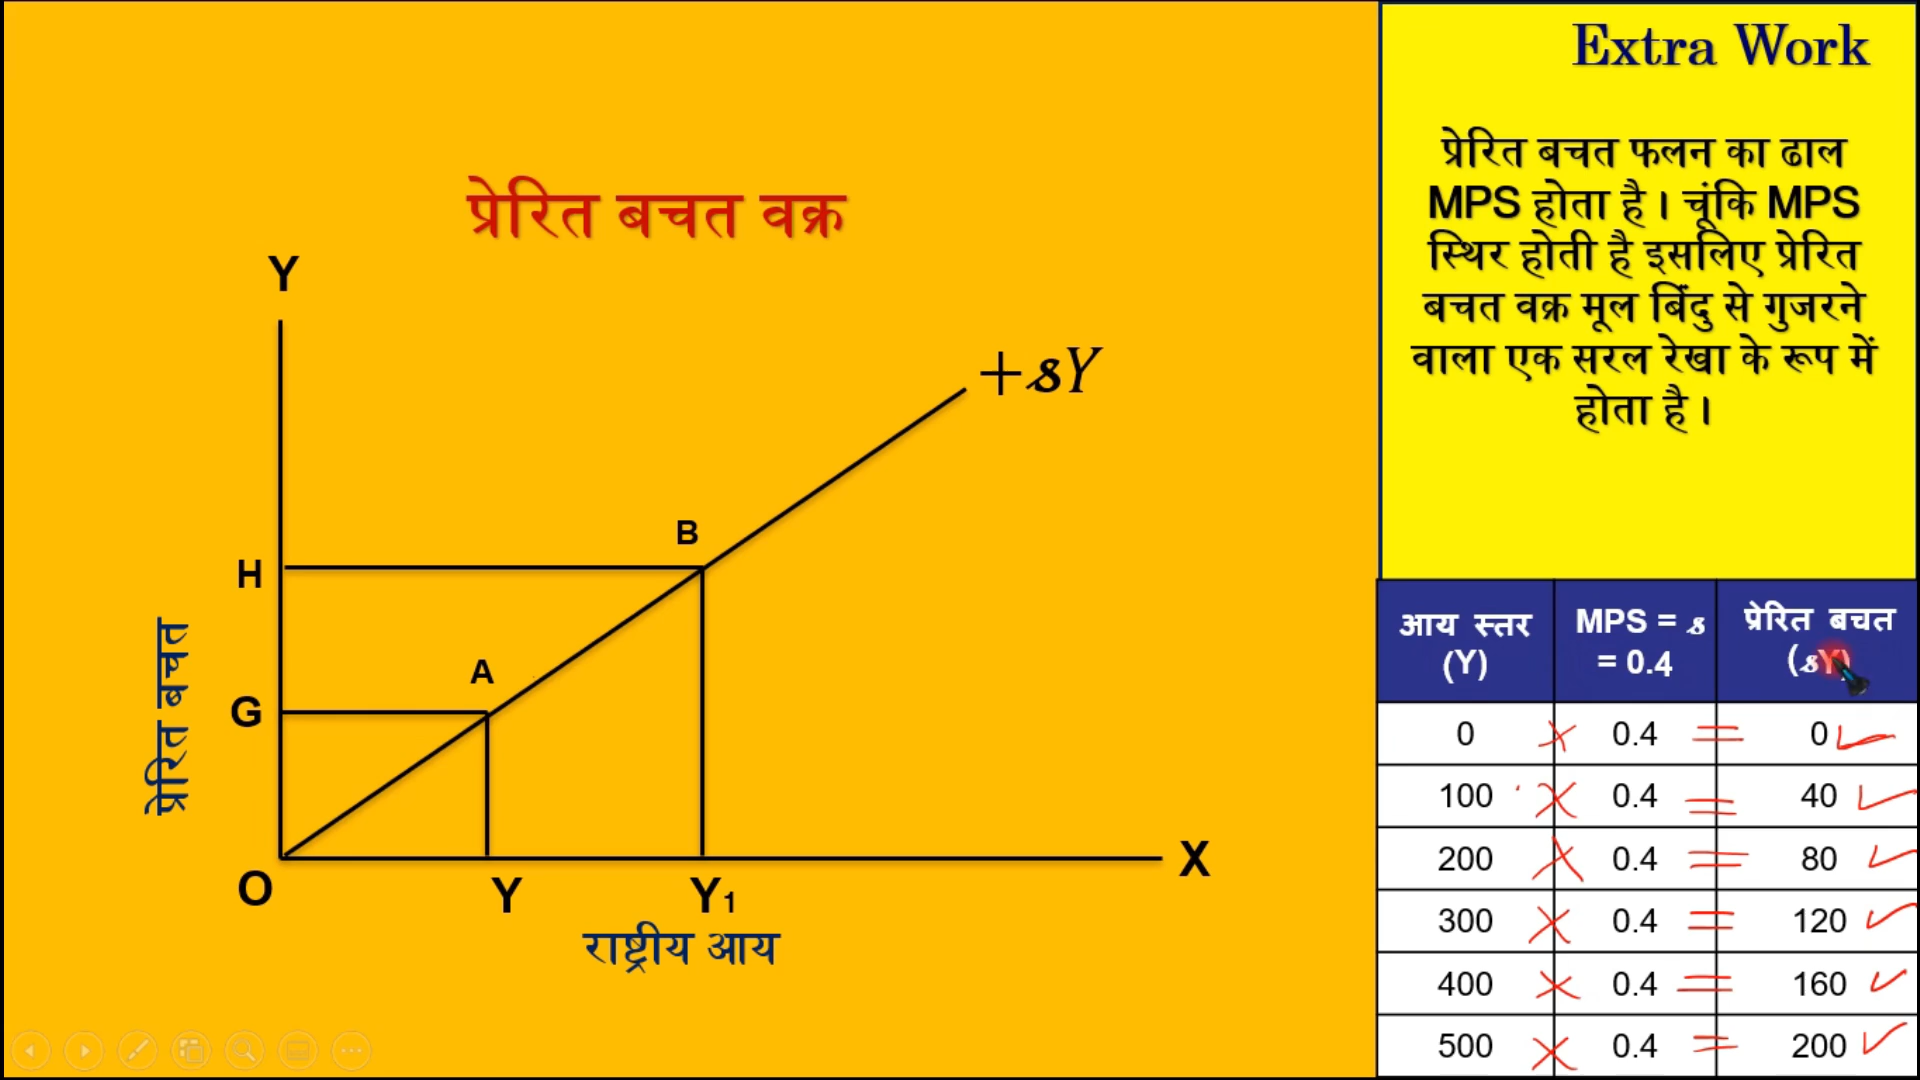 Extra Work
प्रेरित बचत फलन का ढाल
MPS होता है। चूंकि MPS
स्थिर होती है इसलिए प्रेरित
बचत वक्र मूल बिंदु से गुजरने
वाला एक सरल रेखा के रूप में
होता है।
प्रेरित बचत वक्र
Y
+sY
B
H
A
G
प्रेरित बचत
O
Y
Y₁
X
राष्ट्रीय आय
आय स्तर (Y) MPS = s = 0.4 प्रेरित बचत (sY)
0 × 0.4 = 0 ✓
100 × 0.4 = 40 ✓
200 × 0.4 = 80 ✓
300 × 0.4 = 120 ✓
400 × 0.4 = 160 ✓
500 × 0.4 = 200 ✓